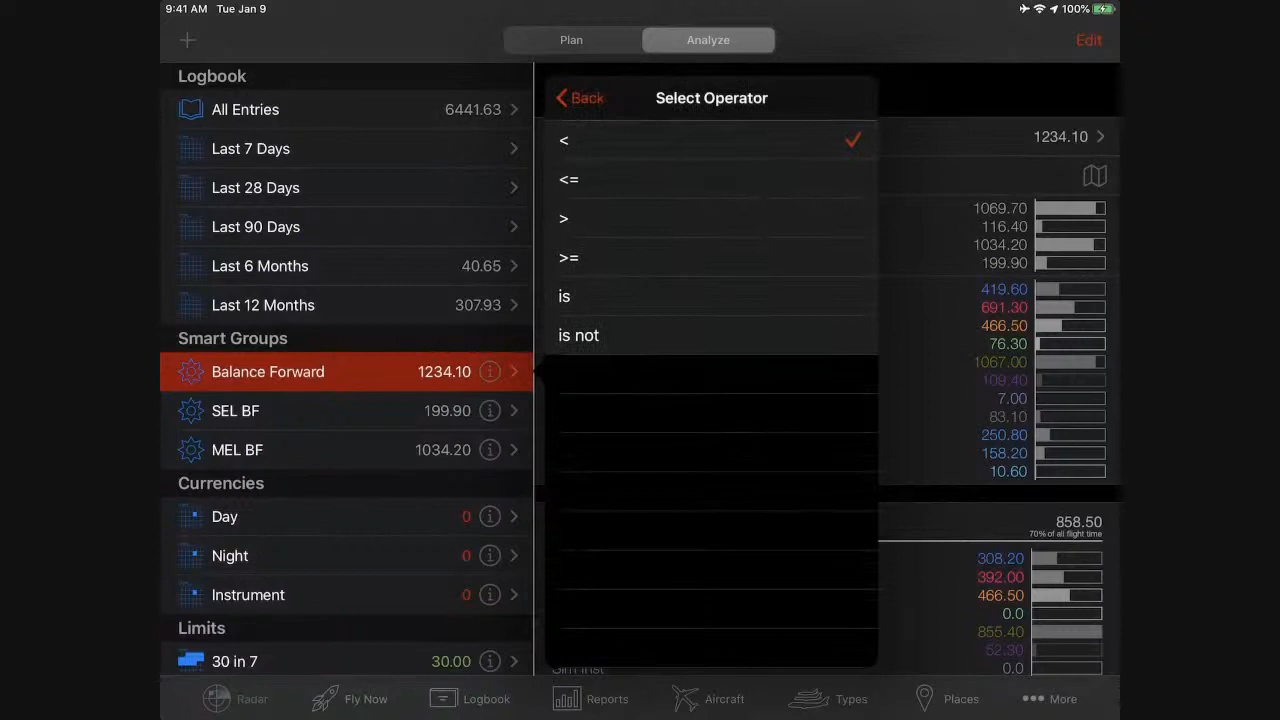 9:41 AM Tue Jan 9 100%
Plan Analyze Edit
Logbook
All Entries 6441.63
Last 7 Days
Last 28 Days
Last 90 Days
Last 6 Months 40.65
Last 12 Months 307.93
Smart Groups
Balance Forward 1234.10
SEL BF 199.90
MEL BF 1034.20
Currencies
Day 0
Night 0
Instrument 0
Limits
30 in 7 30.00
Back Select Operator
<
<=
>
>=
is
is not
1234.10
1069.70
116.40
1034.20
199.90
419.60
691.30
466.50
76.30
1067.00
109.40
7.00
83.10
250.80
158.20
10.60
858.50
70% of all flight time
308.20
392.00
466.50
0.0
855.40
52.30
Sim Inst 0.0
Radar Fly Now Logbook Reports Aircraft Types Places More